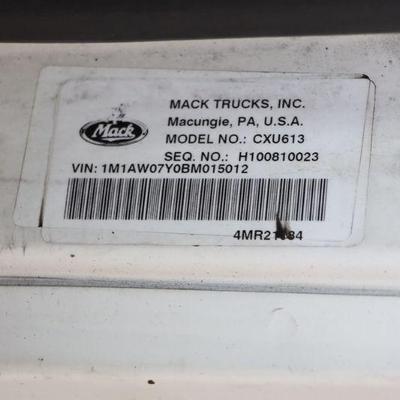 Mack
MACK TRUCKS, INC.
Macungie, PA, U.S.A.
MODEL NO.: CXU613
SEQ. NO.: H100810023
VIN: 1M1AW07Y0BM015012